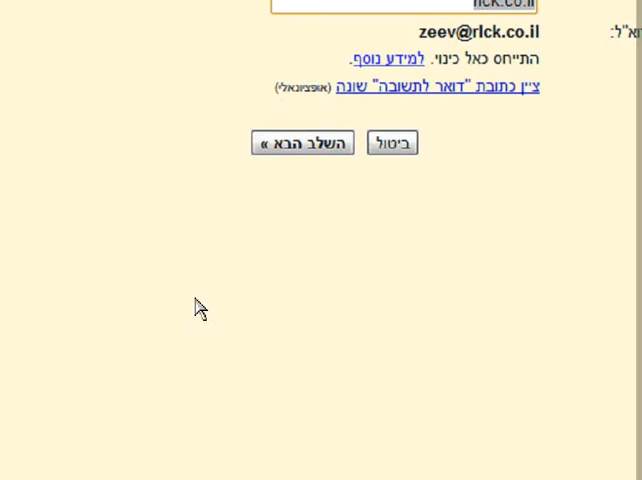 rlck.co.il
zeev@rlck.co.il
התייחס כאל כינוי. למידע נוסף.
ציין כתובת "דואר לתשובה" שונה (אופציונאלי)
ביטול השלב הבא »